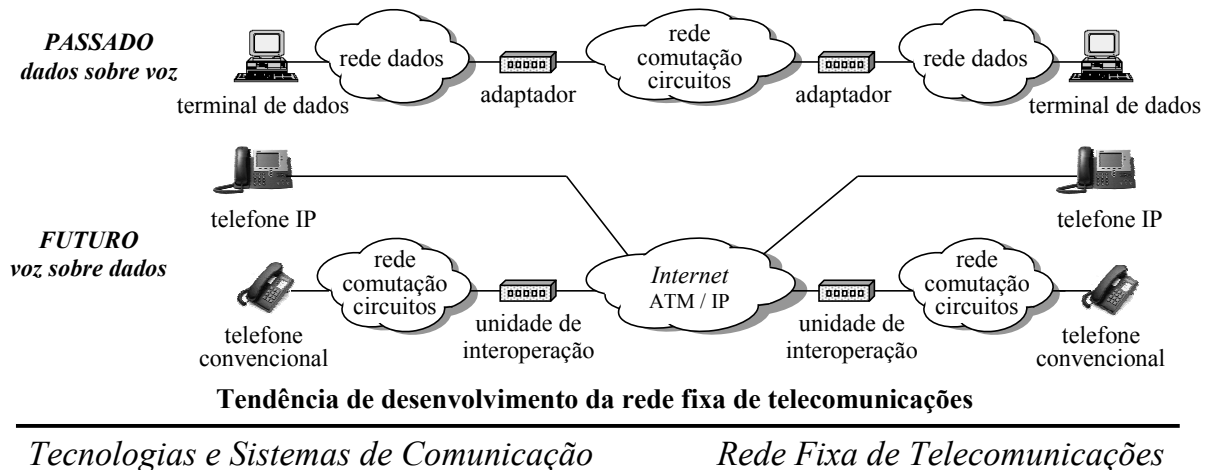 PASSADO
dados sobre voz
rede dados
rede
comutação
circuitos
rede dados
terminal de dados
adaptador
adaptador
terminal de dados
telefone IP
telefone IP
FUTURO
voz sobre dados
rede
comutação
circuitos
Internet
ATM / IP
rede
comutação
circuitos
telefone
convencional
unidade de
interoperação
unidade de
interoperação
telefone
convencional
Tendência de desenvolvimento da rede fixa de telecomunicações
Tecnologias e Sistemas de Comunicação
Rede Fixa de Telecomunicações